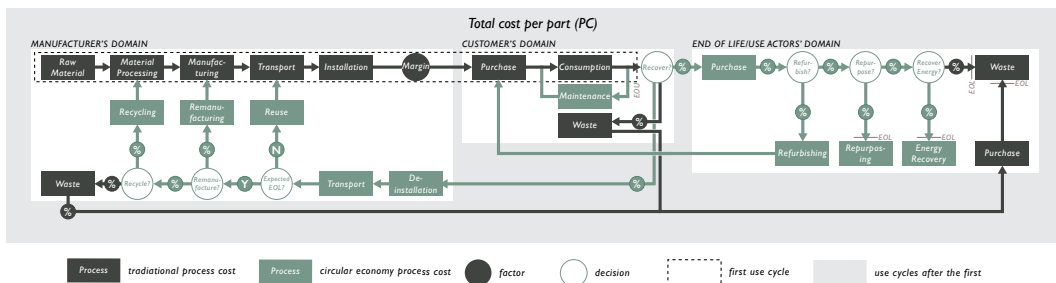 Total cost per part (PC)
MANUFACTURER'S DOMAIN
CUSTOMER'S DOMAIN
END OF LIFE/USE ACTORS' DOMAIN
Raw
Material
Material
Processing
Manufac-
turing
Transport
Installation
Margin
Purchase
Consumption
Recover?
%
Purchase
%
Refur-
bish?
%
Repur-
pose?
%
Recover
Energy?
%
Waste
EOL
EOL
EOU
Maintenance
Recycling
Remanu-
facturing
Reuse
Waste
%
%
%
%
EOL
EOL
Refurbishing
Repurpos-
ing
Energy
Recovery
Purchase
%
%
N
Waste
%
Recycle?
%
Remanu-
facture?
Y
Expected
EOL?
Transport
De-
installation
%
%
Process
tradiational process cost
Process
circular economy process cost
factor
decision
first use cycle
use cycles after the first